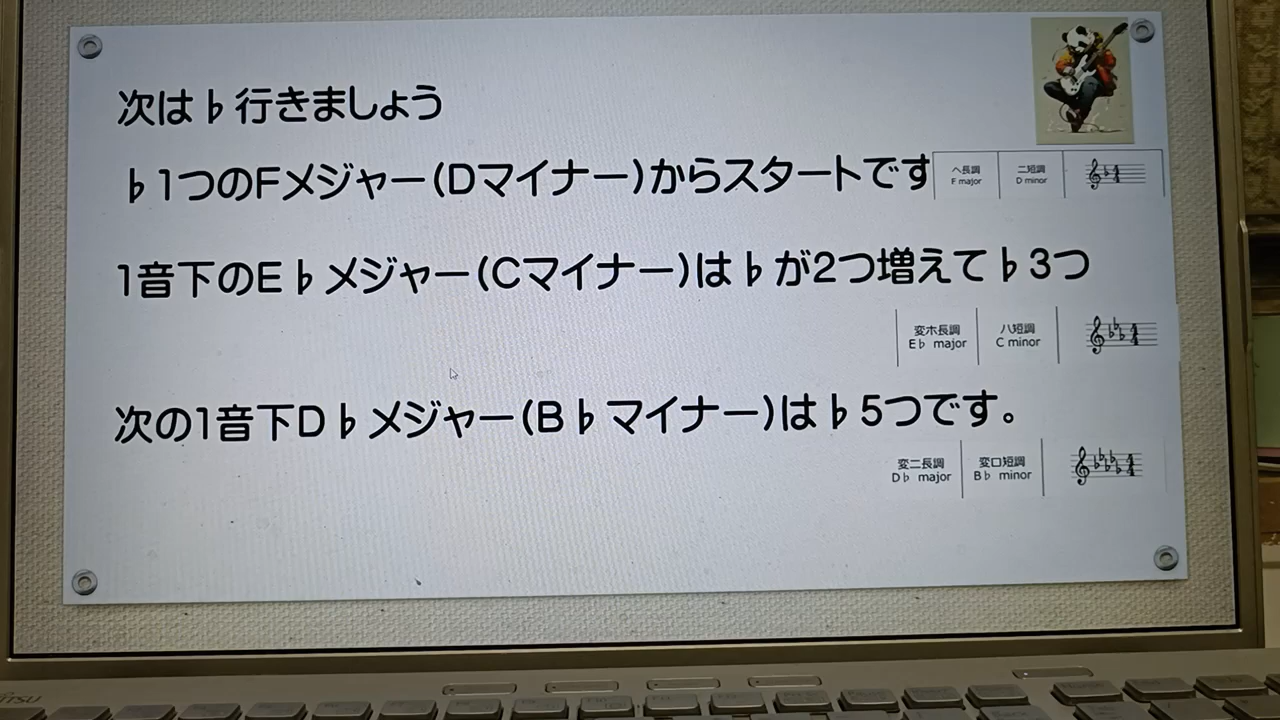 次は♭行きましょう
♭1つのFメジャー(Dマイナー)からスタートです
ヘ長調 ニ短調
F major D minor
1音下のE♭メジャー(Cマイナー)は♭が2つ増えて♭3つ
変ホ長調 ハ短調
E♭ major C minor
次の1音下D♭メジャー(B♭マイナー)は♭5つです。
変ニ長調 変ロ短調
D♭ major B♭ minor